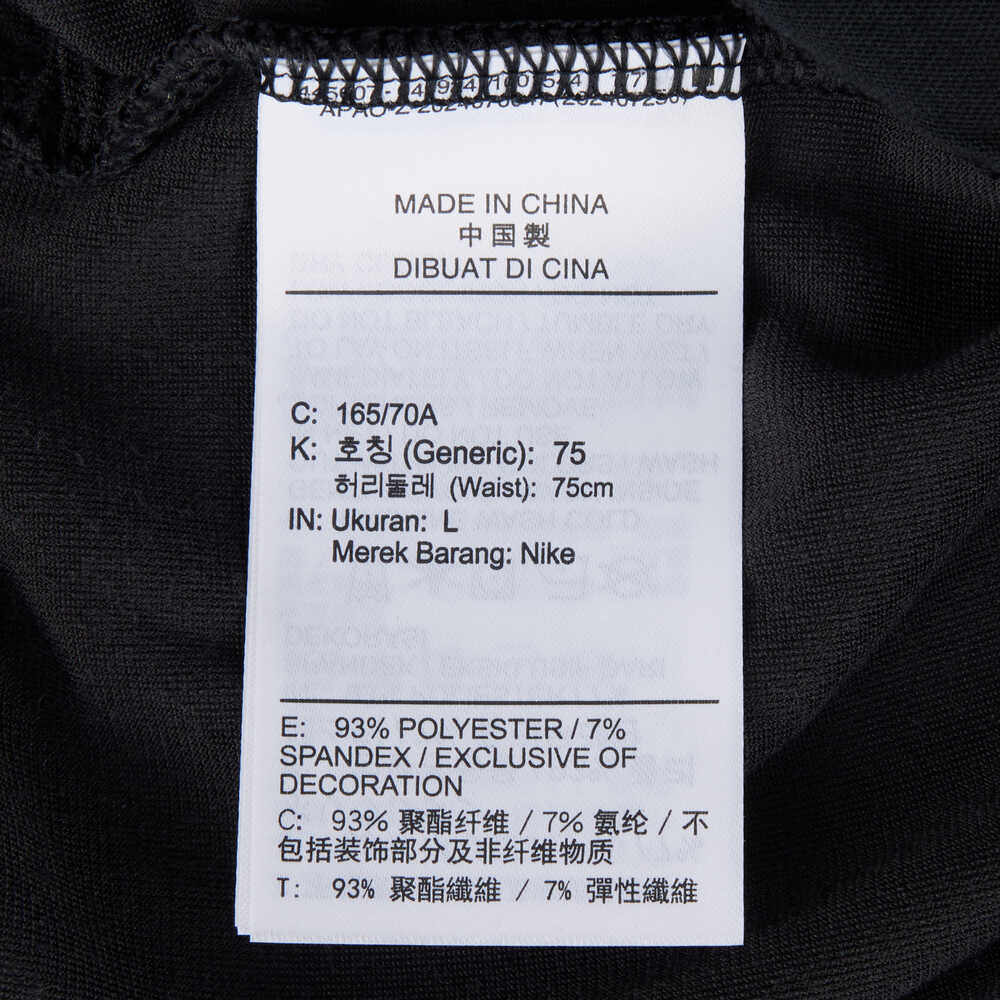 MADE IN CHINA
中国製
DIBUAT DI CINA
C: 165/70A
K: 호칭 (Generic): 75
허리둘레 (Waist): 75cm
IN: Ukuran: L
Merek Barang: Nike
E: 93% POLYESTER / 7%
SPANDEX / EXCLUSIVE OF
DECORATION
C: 93% 聚酯纤维 / 7% 氨纶 / 不
包括装饰部分及非纤维物质
T: 93% 聚酯纖維 / 7% 彈性纖維